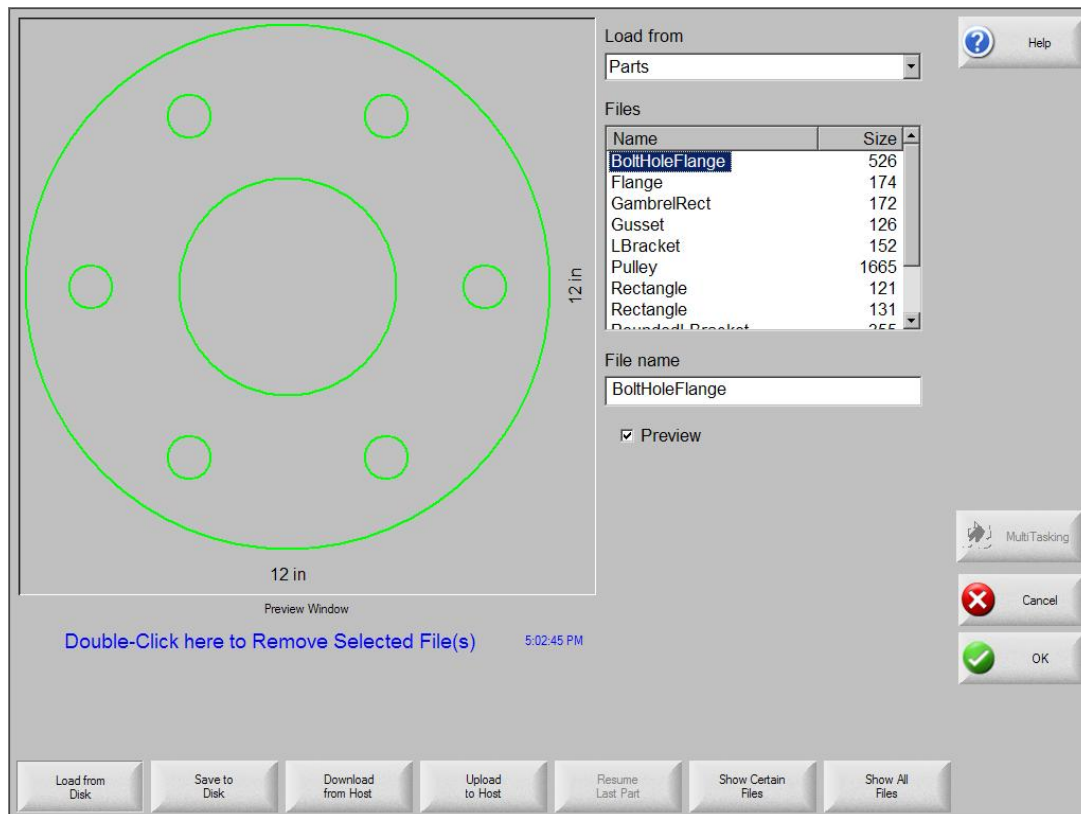 Load from
Parts
Help
Files
Name Size
BoltHoleFlange 526
Flange 174
GambrelRect 172
Gusset 126
LBracket 152
Pulley 1665
Rectangle 121
Rectangle 131
RoundedLBracket 355
12 in
File name
BoltHoleFlange
Preview
12 in
MultiTasking
Preview Window
Cancel
Double-Click here to Remove Selected File(s) 5:02:45 PM
OK
Load from
Disk
Save to
Disk
Download
from Host
Upload
to Host
Resume
Last Part
Show Certain
Files
Show All
Files